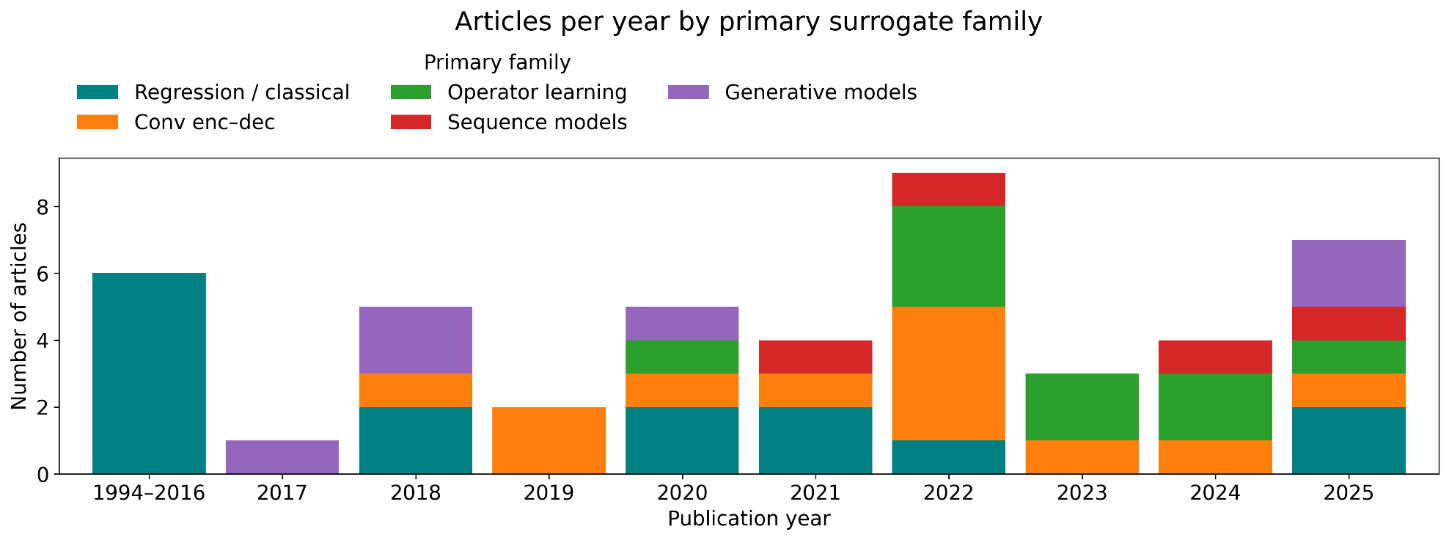 Articles per year by primary surrogate family
Primary family
Regression / classical
Operator learning
Generative models
Conv enc–dec
Sequence models
Number of articles
8
6
4
2
0
1994–2016
2017
2018
2019
2020
2021
2022
2023
2024
2025
Publication year